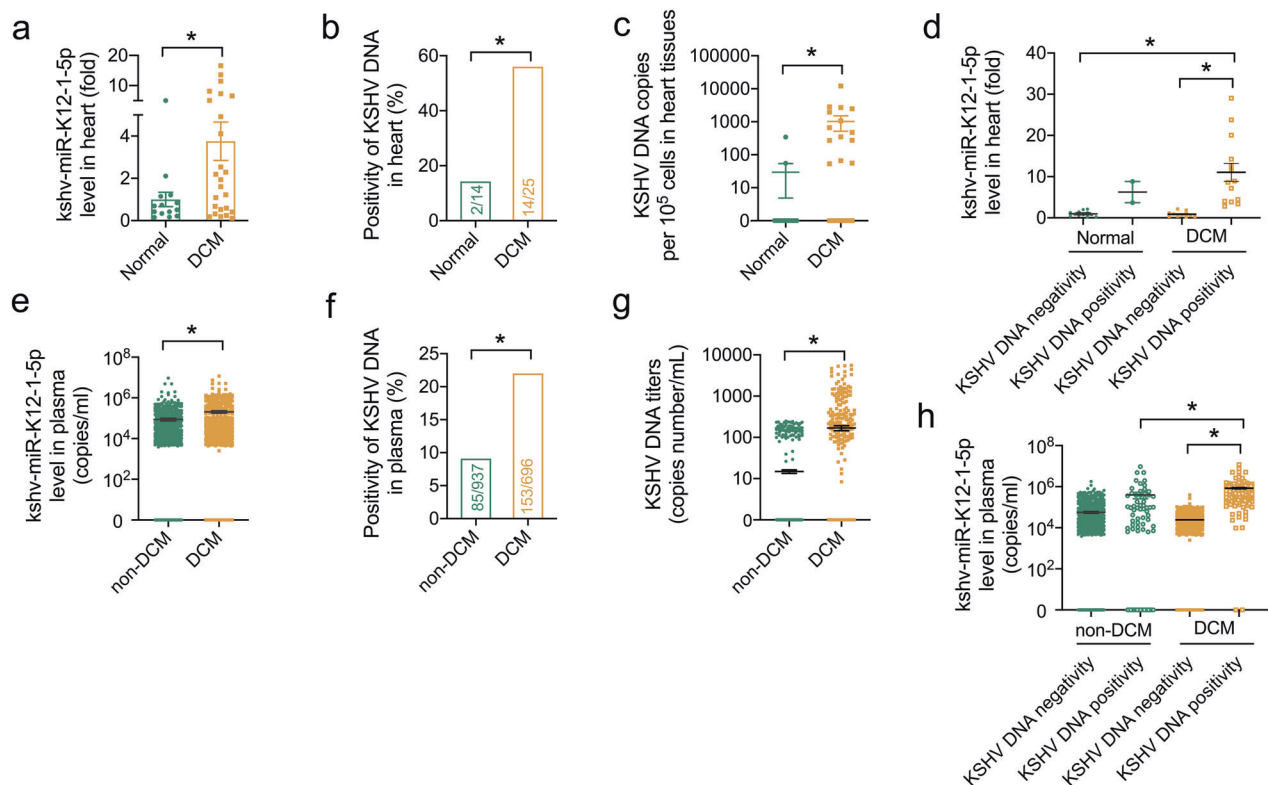 a
kshv-miR-K12-1-5p
level in heart (fold)
20
10
4
2
0
*
Normal
DCM
b
Positivity of KSHV DNA
in heart (%)
60
40
20
0
*
2/14
14/25
Normal
DCM
c
KSHV DNA copies
per 10⁵ cells in heart tissues
100000
10000
1000
100
10
0
*
Normal
DCM
d
kshv-miR-K12-1-5p
level in heart (fold)
40
30
20
10
0
*
*
Normal
DCM
KSHV DNA negativity
KSHV DNA positivity
KSHV DNA negativity
KSHV DNA positivity
e
kshv-miR-K12-1-5p
level in plasma
(copies/ml)
10⁸
10⁶
10⁴
10²
0
*
non-DCM
DCM
f
Positivity of KSHV DNA
in plasma (%)
25
20
15
10
5
0
*
85/937
153/696
non-DCM
DCM
g
KSHV DNA titers
(copies number/mL)
10000
1000
100
10
0
*
non-DCM
DCM
h
kshv-miR-K12-1-5p
level in plasma
(copies/ml)
10⁸
10⁶
10⁴
10²
0
*
*
non-DCM
DCM
KSHV DNA negativity
KSHV DNA positivity
KSHV DNA negativity
KSHV DNA positivity